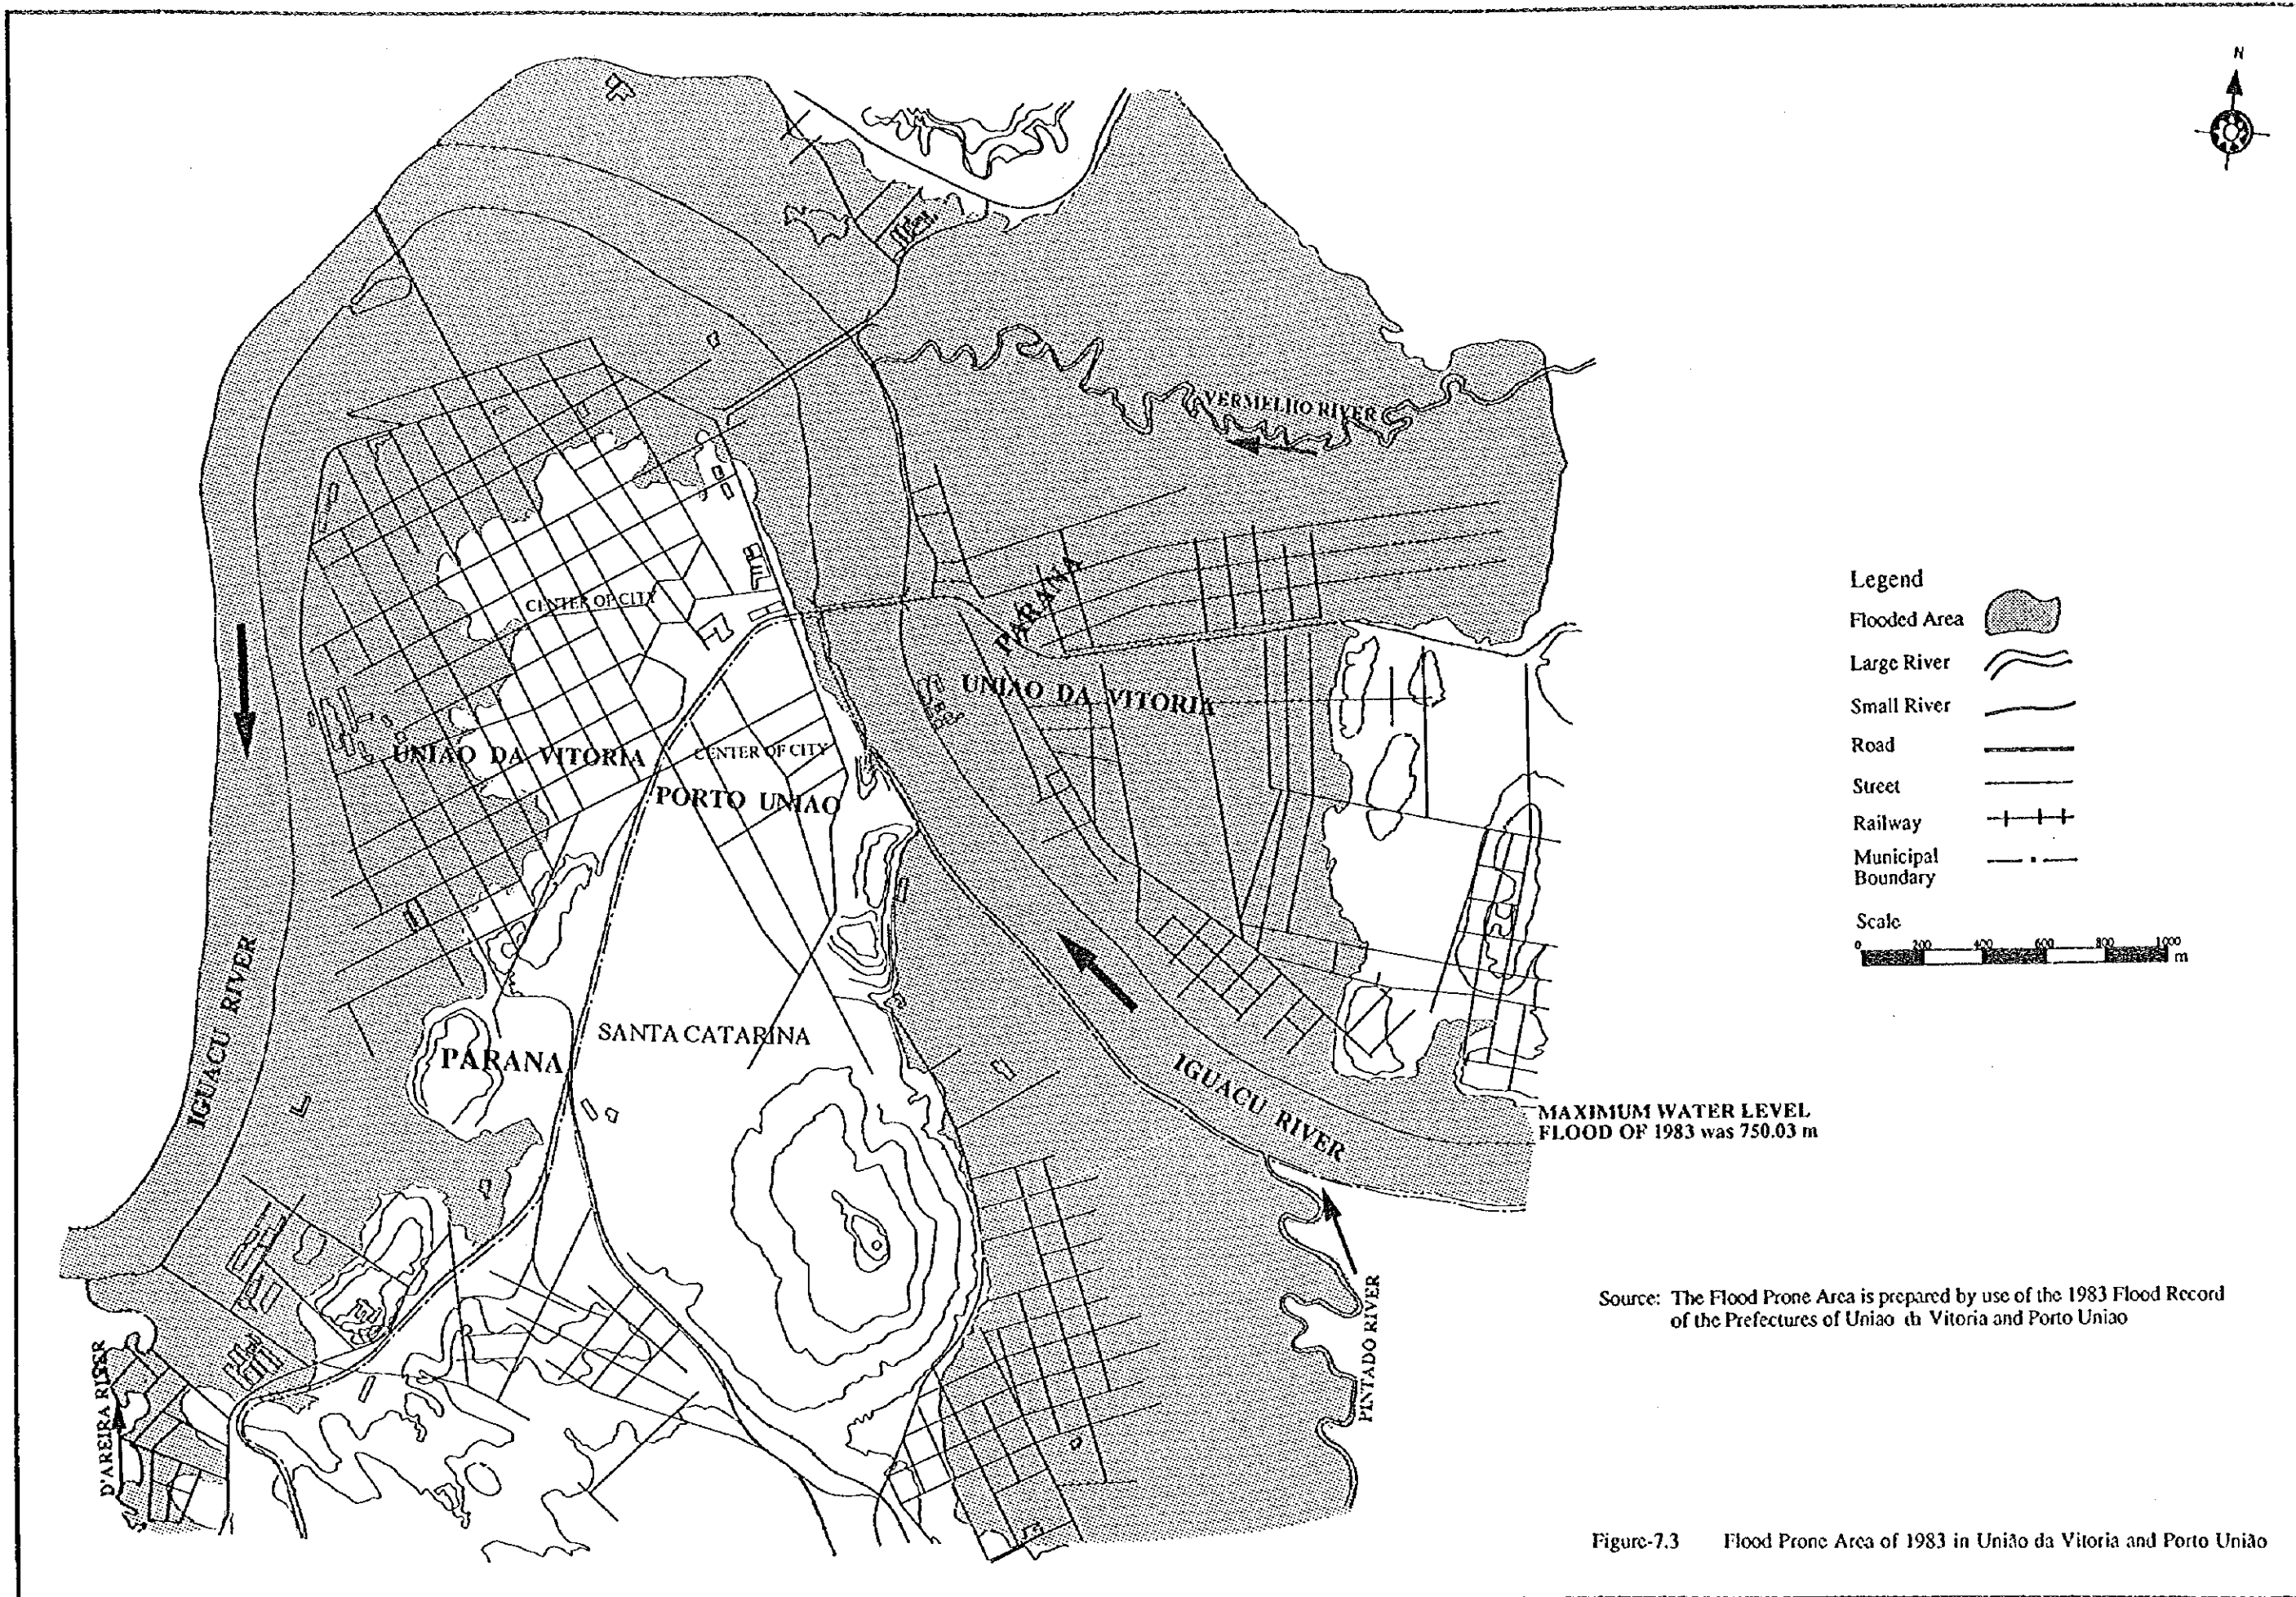 N
VERMELHO RIVER
PARANA
CENTER OF CITY
UNIAO DA VITORIA
UNIÃO DA VITORIA
CENTER OF CITY
PORTO UNIAO
SANTA CATARINA
PARANA
IGUACU RIVER
IGUACU RIVER
PINTADO RIVER
D'AREIRA RIVER
MAXIMUM WATER LEVEL
FLOOD OF 1983 was 750.03 m
Legend
Flooded Area
Large River
Small River
Road
Street
Railway
Municipal
Boundary
Scale
0 200 400 600 800 1000
m
Source: The Flood Prone Area is prepared by use of the 1983 Flood Record
of the Prefectures of Uniao Vitoria and Porto Uniao
Figure-7.3 Flood Prone Area of 1983 in União da Vitoria and Porto União